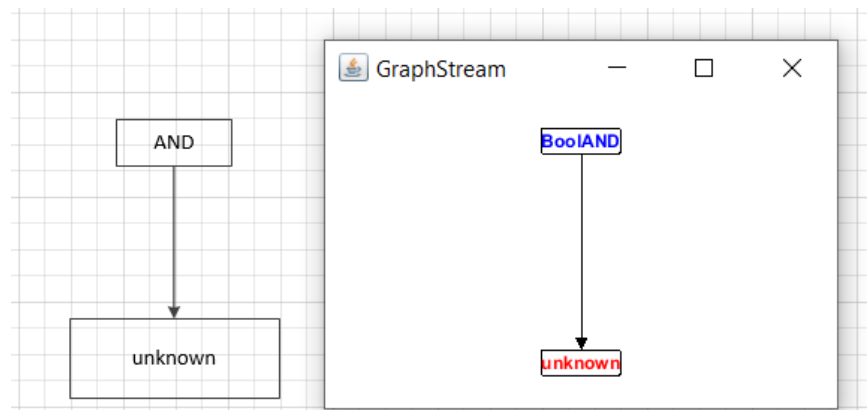 AND
unknown
GraphStream
BoolAND
unknown